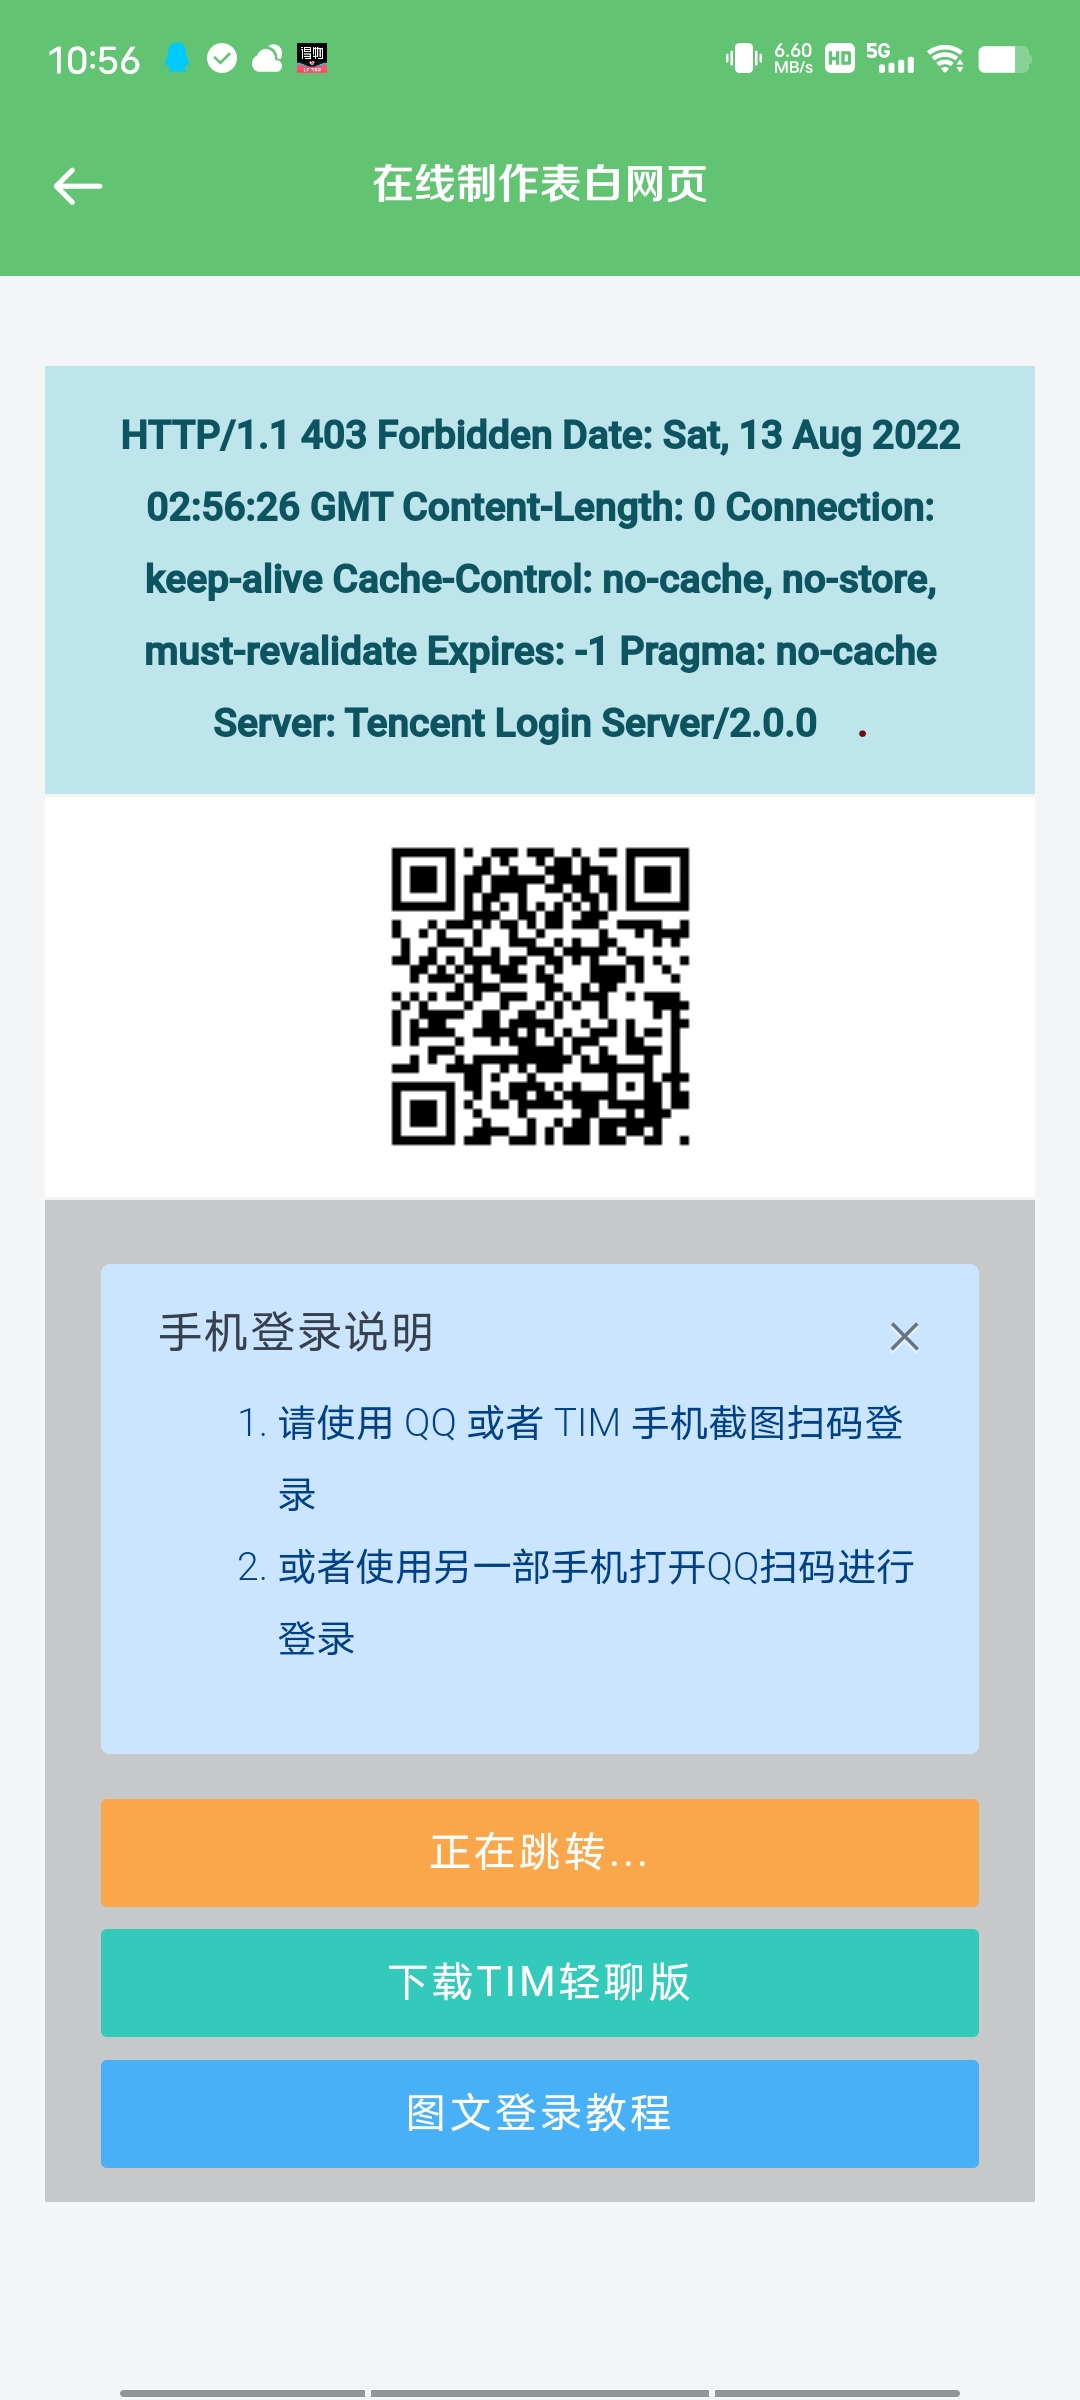 10:56
得物
6.60
MB/s
HD
5G
在线制作表白网页
HTTP/1.1 403 Forbidden Date: Sat, 13 Aug 2022
02:56:26 GMT Content-Length: 0 Connection:
keep-alive Cache-Control: no-cache, no-store,
must-revalidate Expires: -1 Pragma: no-cache
Server: Tencent Login Server/2.0.0 .
手机登录说明
1. 请使用 QQ 或者 TIM 手机截图扫码登
录
2. 或者使用另一部手机打开QQ扫码进行
登录
正在跳转...
下载TIM轻聊版
图文登录教程